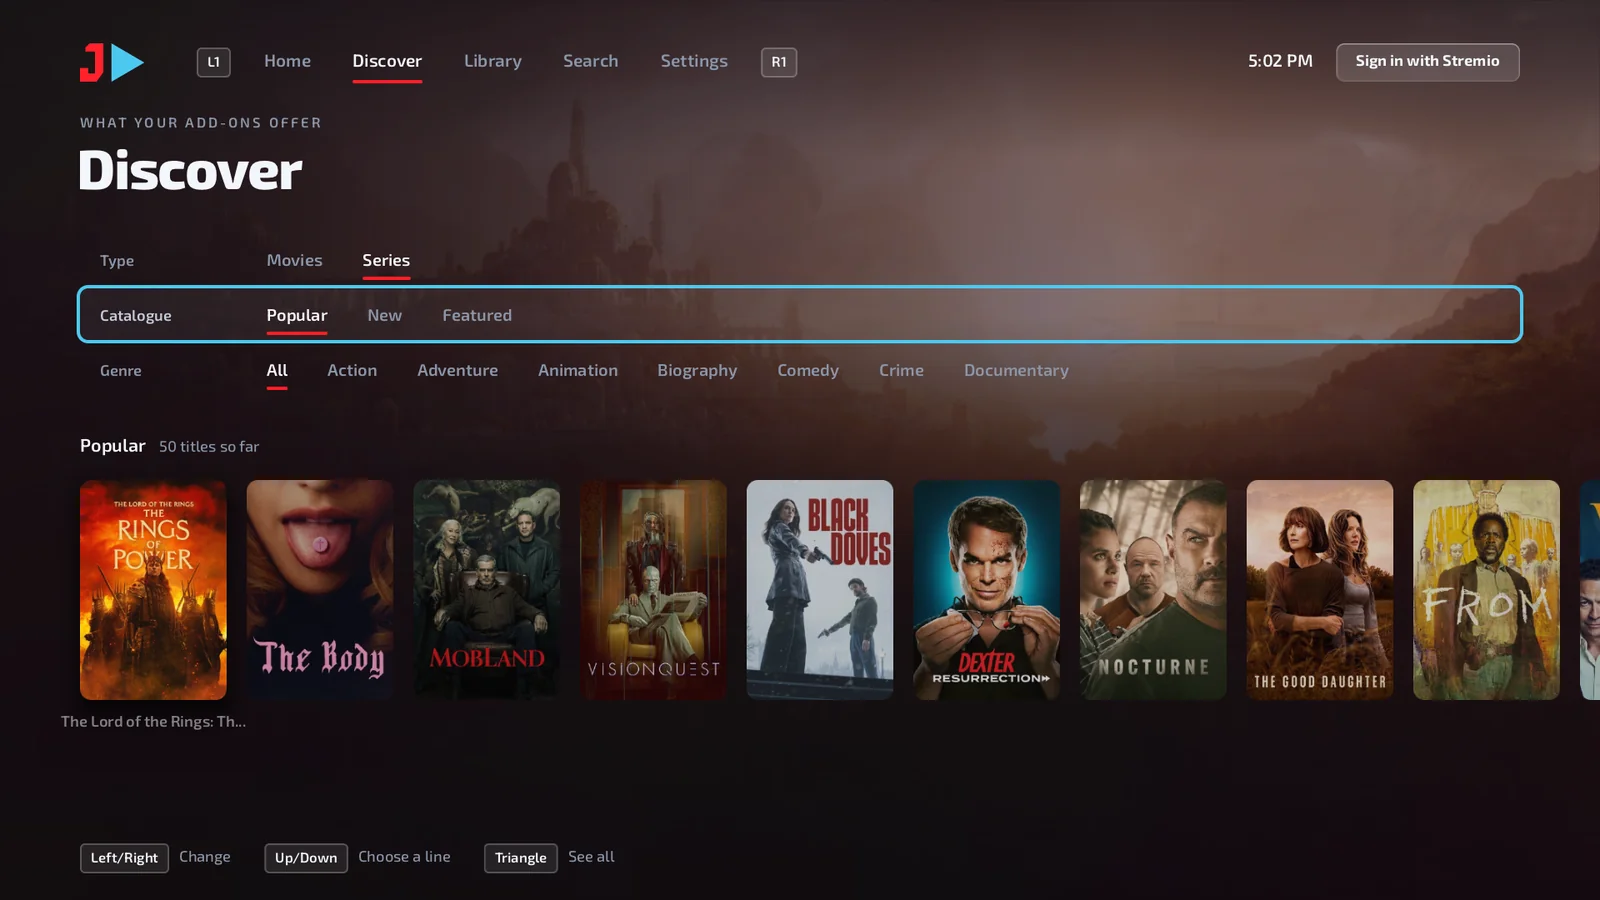 L1 Home Discover Library Search Settings R1 5:02 PM Sign in with Stremio
WHAT YOUR ADD-ONS OFFER
Discover
Type Movies Series
Catalogue Popular New Featured
Genre All Action Adventure Animation Biography Comedy Crime Documentary
Popular 50 titles so far
THE LORD OF THE RINGS
THE
RINGS
OF
POWER
The Body
MOBLAND
VISIONQUEST
BLACK
DOVES
DEXTER
RESURRECTION
NOCTURNE
THE GOOD DAUGHTER
FROM
The Lord of the Rings: Th...
Left/Right Change Up/Down Choose a line Triangle See all